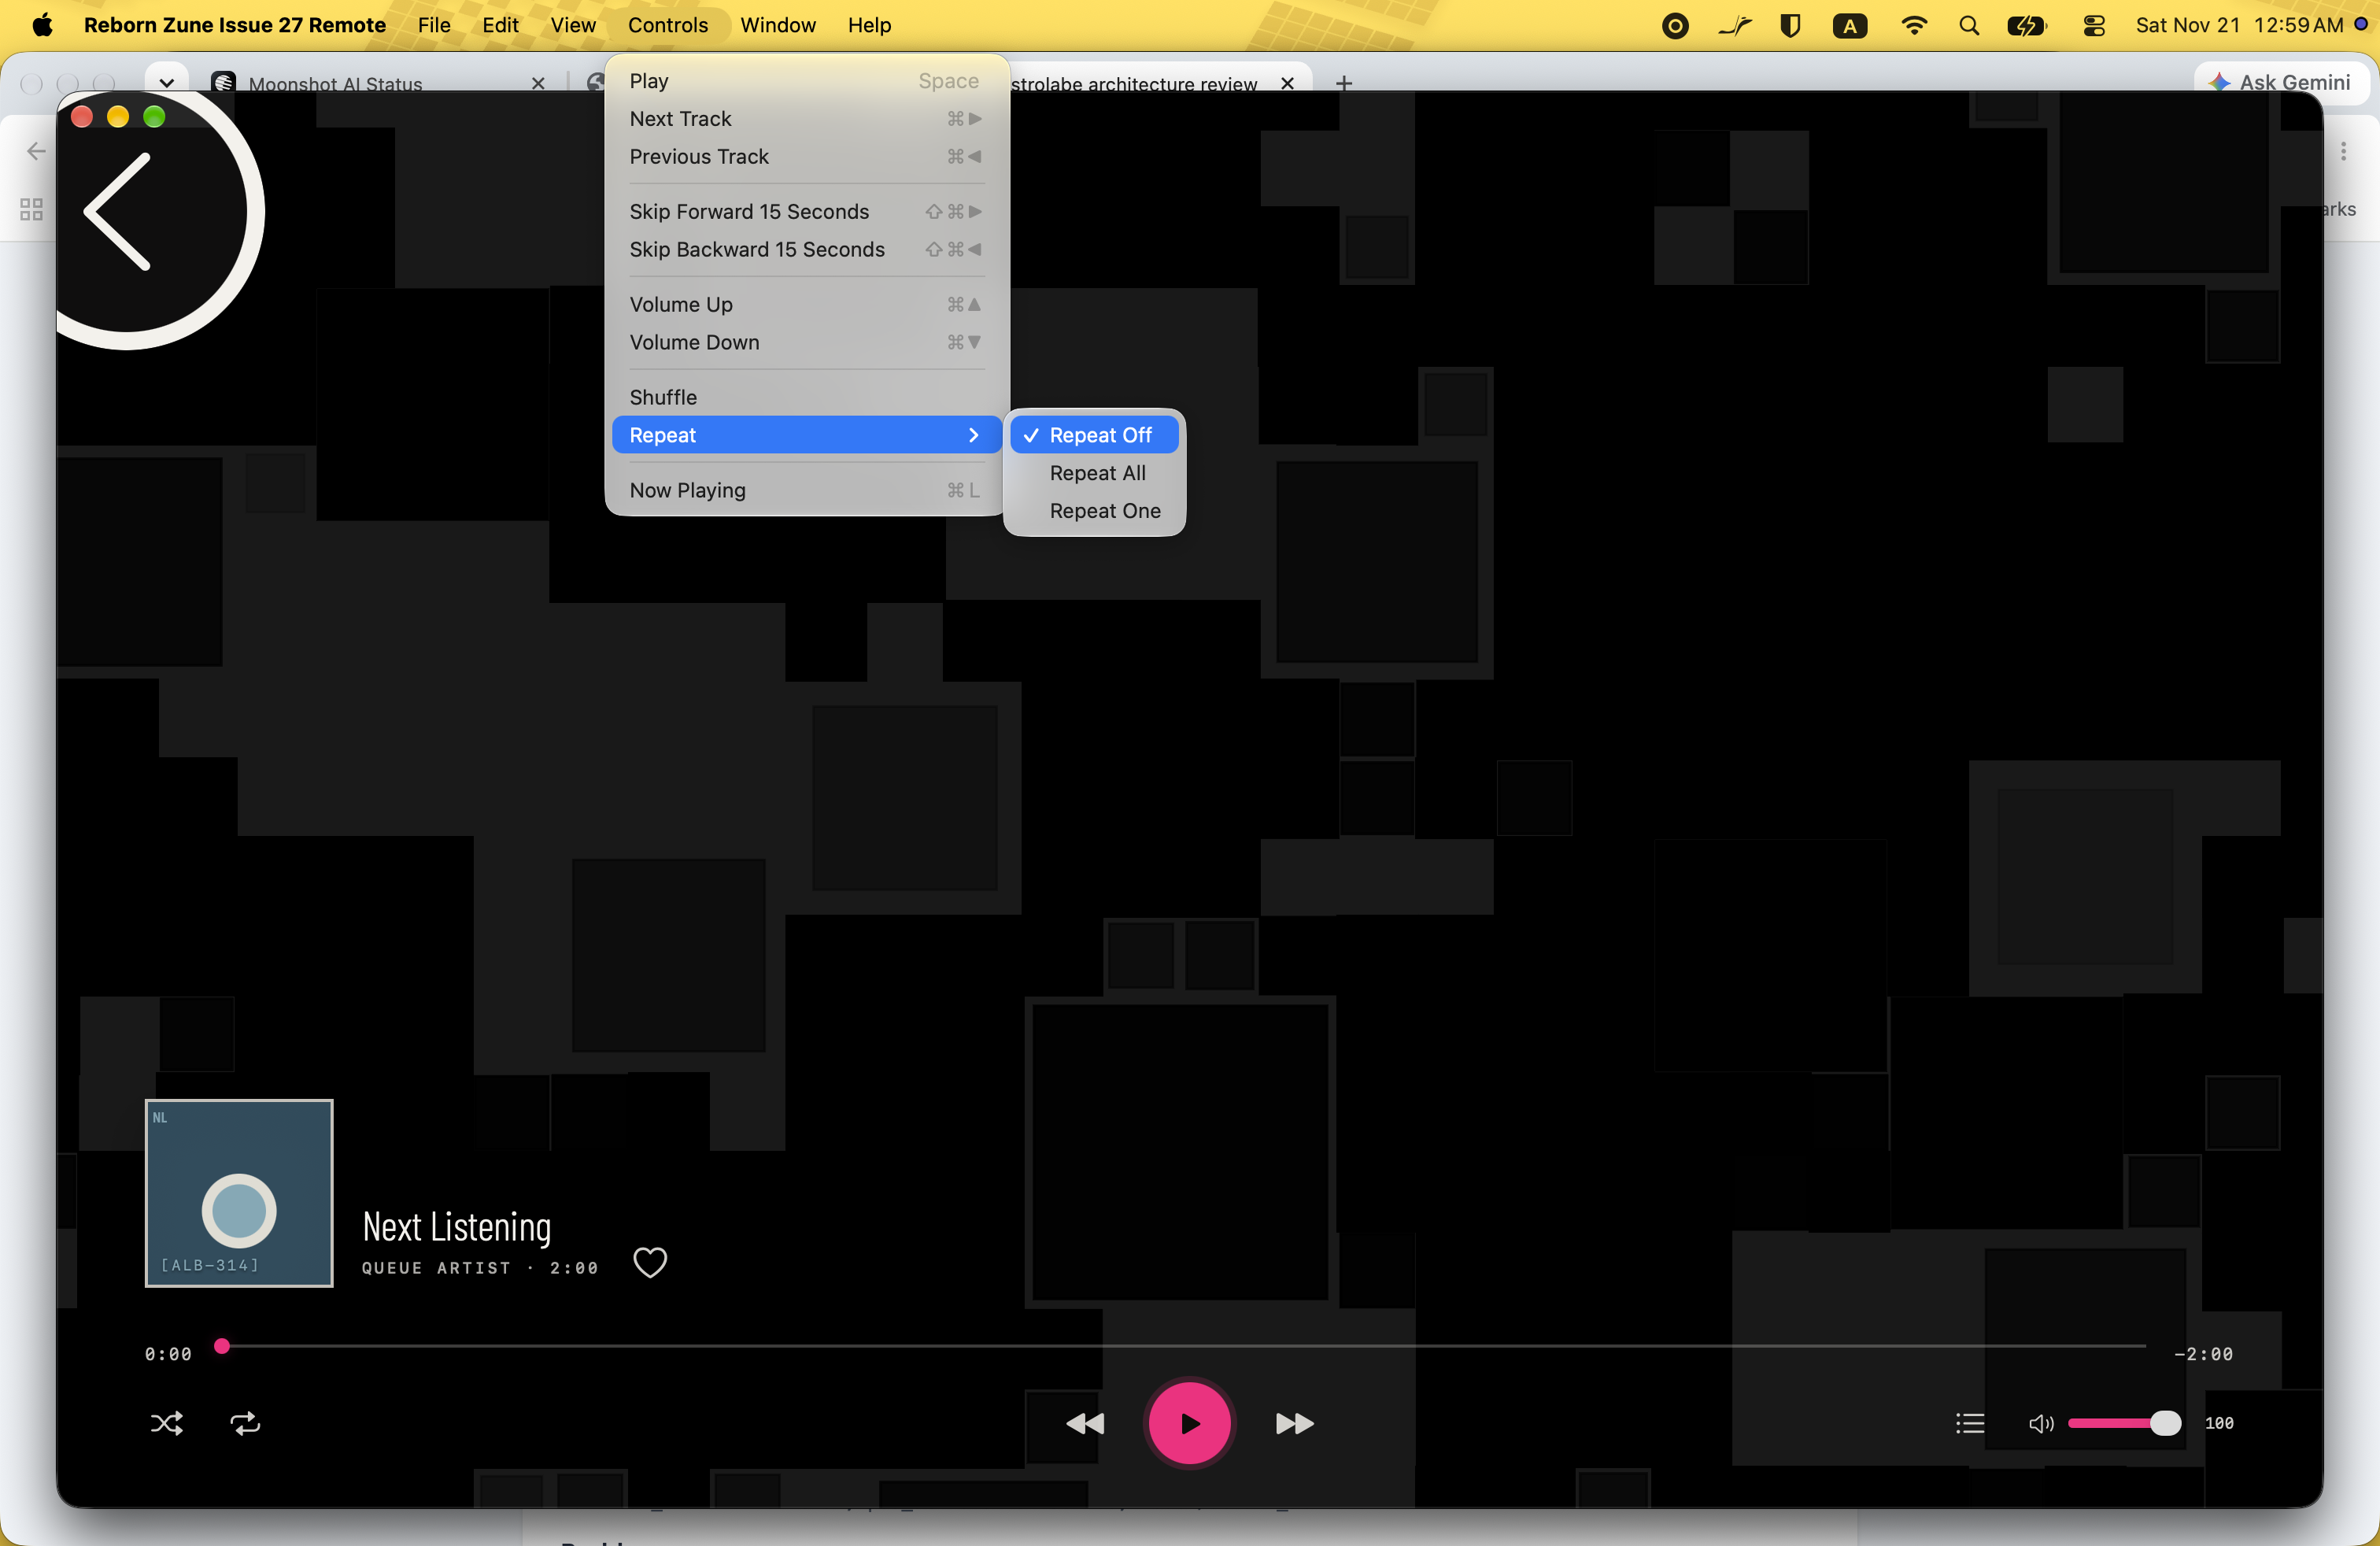 Reborn Zune Issue 27 Remote File Edit View Controls Window Help A Sat Nov 21 12:59 AM
Moonshot AI Status
strolabe architecture review
Ask Gemini
Play Space
Next Track ⌘▶
Previous Track ⌘◀
Skip Forward 15 Seconds ⇧⌘▶
Skip Backward 15 Seconds ⇧⌘◀
Volume Up ⌘▲
Volume Down ⌘▼
Shuffle
Repeat
Now Playing ⌘L
✓ Repeat Off
Repeat All
Repeat One
arks
NL
[ALB-314]
Next Listening
QUEUE ARTIST · 2:00
0:00
-2:00
100